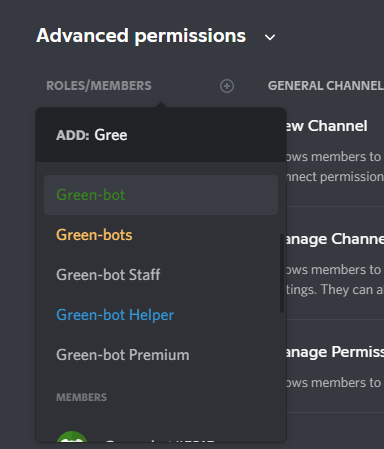 Advanced permissions
ROLES/MEMBERS
GENERAL CHANNEL
ADD: Gree
ew Channel
ows members to
nnect permission
Green-bot
Green-bots
anage Channe
Green-bot Staff
ows members to
tings. They can a
Green-bot Helper
Green-bot Premium
anage Permiss
ows members to
MEMBERS